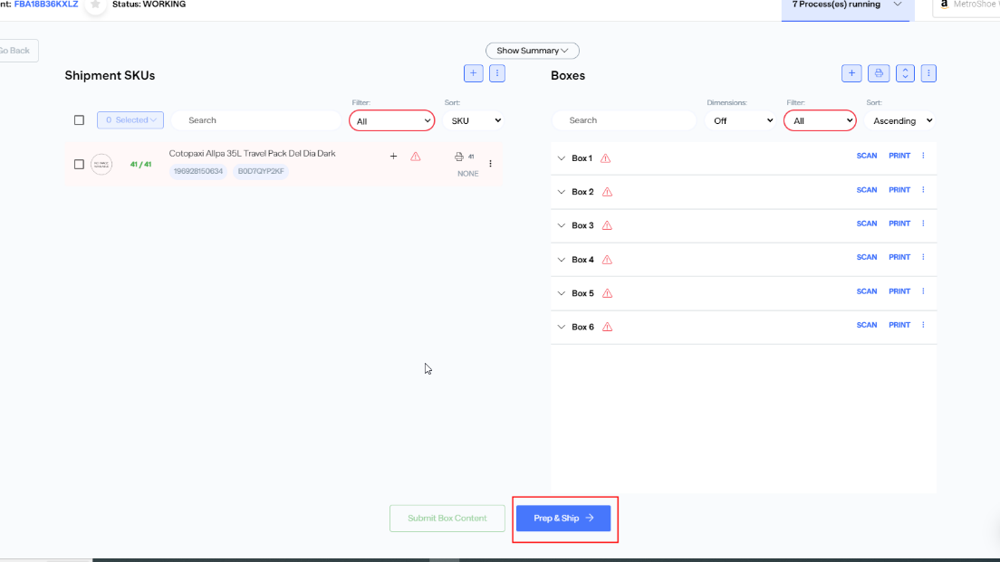 nt: FBA18B36KXLZ Status: WORKING 7 Process(es) running MetroShoe
Go Back
Show Summary
Shipment SKUs Boxes
Filter: Sort: Dimensions: Filter: Sort:
0 Selected Search All SKU Search Off All Ascending
41 / 41 Cotopaxi Allpa 35L Travel Pack Del Dia Dark 41
196928150634 B0D7QYP2KF NONE
Box 1 SCAN PRINT
Box 2 SCAN PRINT
Box 3 SCAN PRINT
Box 4 SCAN PRINT
Box 5 SCAN PRINT
Box 6 SCAN PRINT
Submit Box Content Prep & Ship